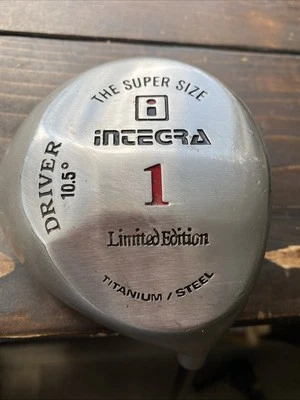 THE SUPER SIZE
i
iNTEGRA
DRIVER
10.5°
1
Limited Edition
TITANIUM / STEEL